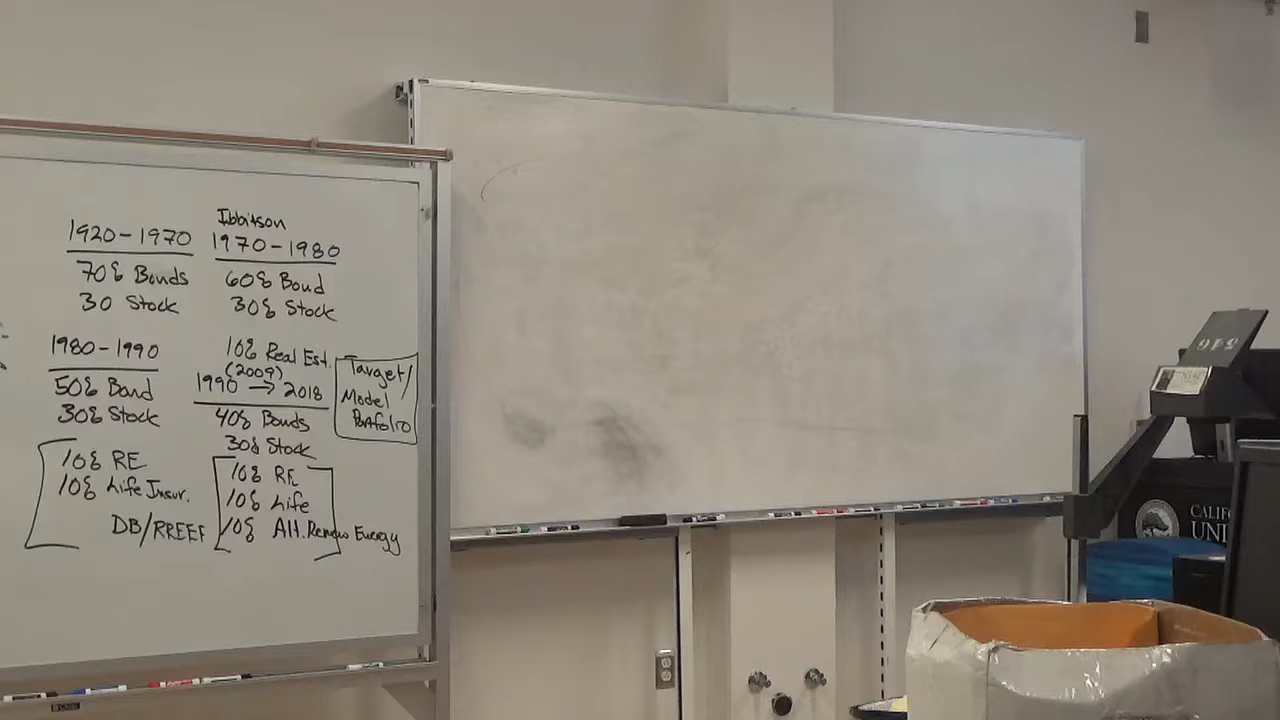 1920-1970
70% Bonds
30 Stock
Ibbitson
1970-1980
60% Bond
30% Stock
10% Real Est.
1980-1990
50% Bond
30% Stock
10% RE
10% Life Insur.
DB/RREEF
(2009)
1990 → 2018
40% Bonds
30% Stock
10% RE
10% Life
10% Alt. Renew Energy
Target/
Model
Portfolio
546